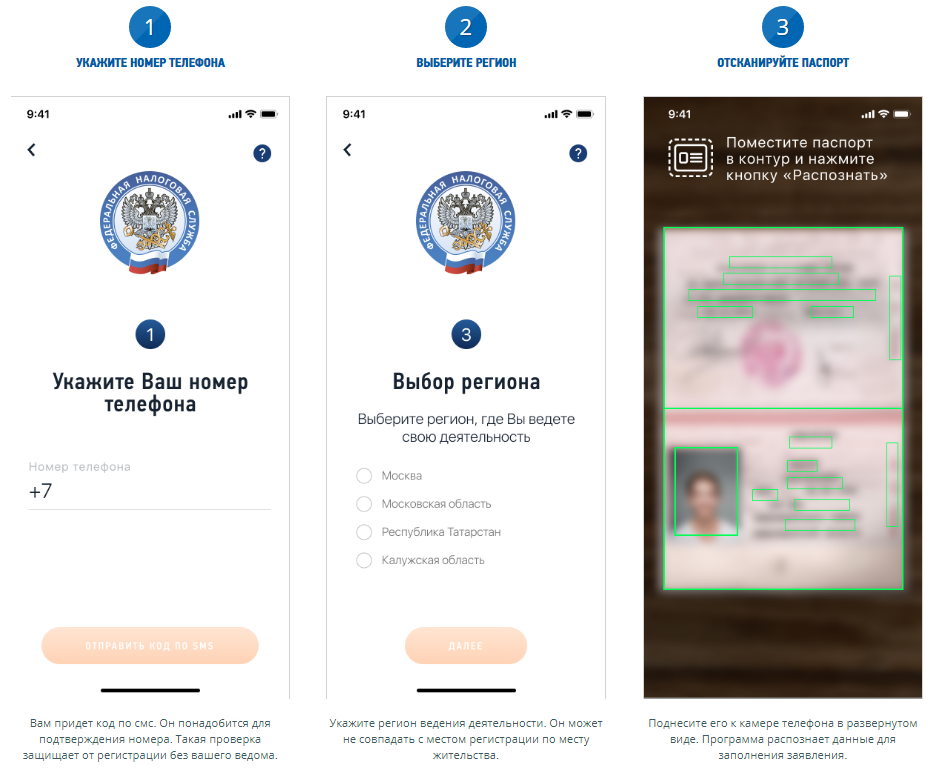 1
УКАЖИТЕ НОМЕР ТЕЛЕФОНА
9:41
?
ФЕДЕРАЛЬНАЯ НАЛОГОВАЯ СЛУЖБА
1
Укажите Ваш номер
телефона
Номер телефона
+7
ОТПРАВИТЬ КОД ПО SMS
Вам придет код по смс. Он понадобится для
подтверждения номера. Такая проверка
защищает от регистрации без вашего ведома.
2
ВЫБЕРИТЕ РЕГИОН
9:41
?
ФЕДЕРАЛЬНАЯ НАЛОГОВАЯ СЛУЖБА
3
Выбор региона
Выберите регион, где Вы ведете
свою деятельность
Москва
Московская область
Республика Татарстан
Калужская область
ДАЛЕЕ
Укажите регион ведения деятельности. Он может
не совпадать с местом регистрации по месту
жительства.
3
ОТСКАНИРУЙТЕ ПАСПОРТ
9:41
Поместите паспорт
в контур и нажмите
кнопку «Распознать»
Поднесите его к камере телефона в развернутом
виде. Программа распознает данные для
заполнения заявления.